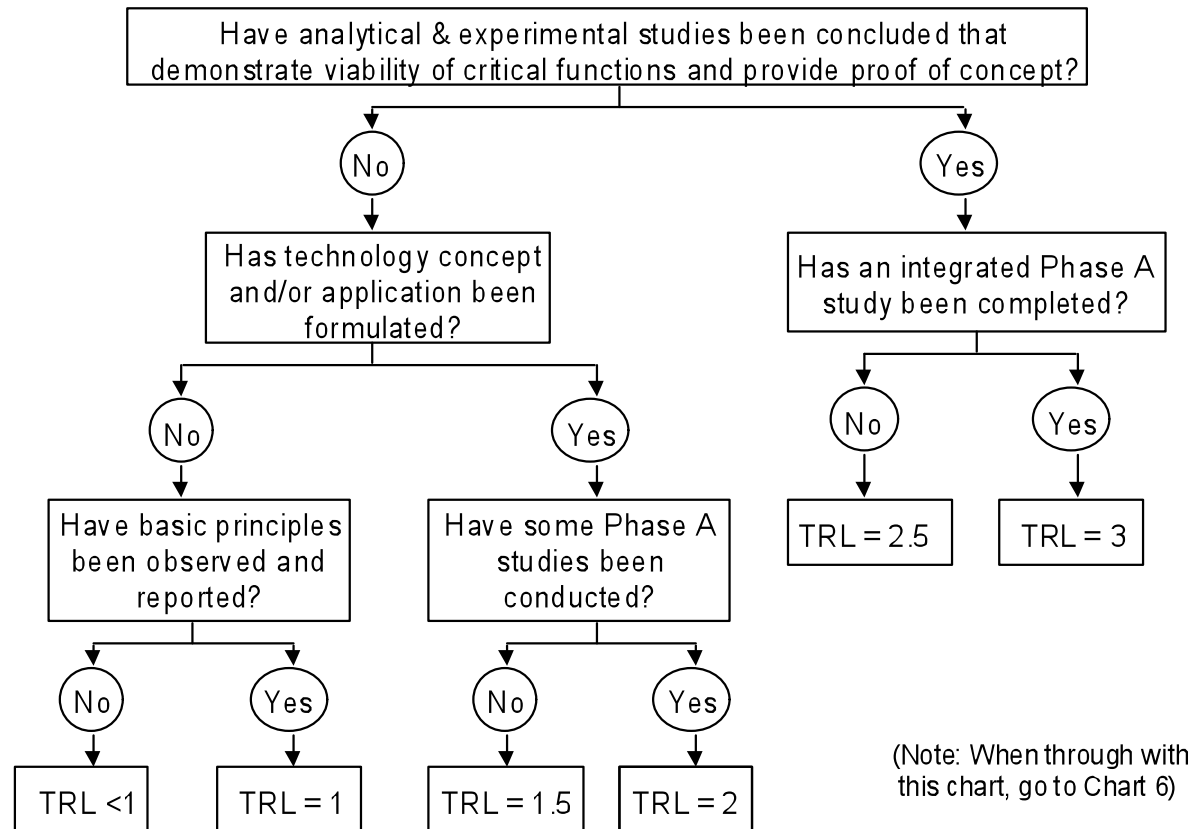 Have analytical & experimental studies been concluded that
demonstrate viability of critical functions and provide proof of concept?
No
Yes
Has technology concept
and/or application been
formulated?
Has an integrated Phase A
study been completed?
No
Yes
No
Yes
Have basic principles
been observed and
reported?
Have some Phase A
studies been
conducted?
TRL = 2.5
TRL = 3
No
Yes
No
Yes
TRL <1
TRL = 1
TRL = 1.5
TRL = 2
(Note: When through with
this chart, go to Chart 6)